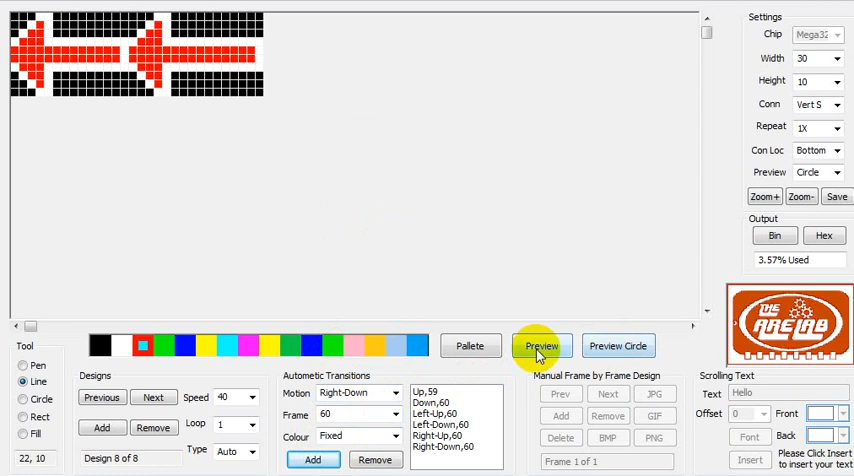 Settings
Chip Mega32
Width 30
Height 10
Conn Vert S
Repeat 1X
Con Loc Bottom
Preview Circle
Zoom+ Zoom- Save
Output
Bin Hex
3.57% Used
THE
ARE LAB
Pallete Preview Preview Circle
Tool
Pen
Line
Circle
Rect
Fill
22, 10
Designs
Previous Next Speed 40
Add Remove Loop 1
Design 8 of 8 Type Auto
Autometic Transitions
Motion Right-Down
Frame 60
Colour Fixed
Add Remove
Up,59
Down,60
Left-Up,60
Left-Down,60
Right-Up,60
Right-Down,60
Manual Frame by Frame Design
Prev Next JPG
Add Remove GIF
Delete BMP PNG
Frame 1 of 1
Scrolling Text
Text Hello
Offset 0 Front
Font Back
Insert Please Click Insert
to insert your text